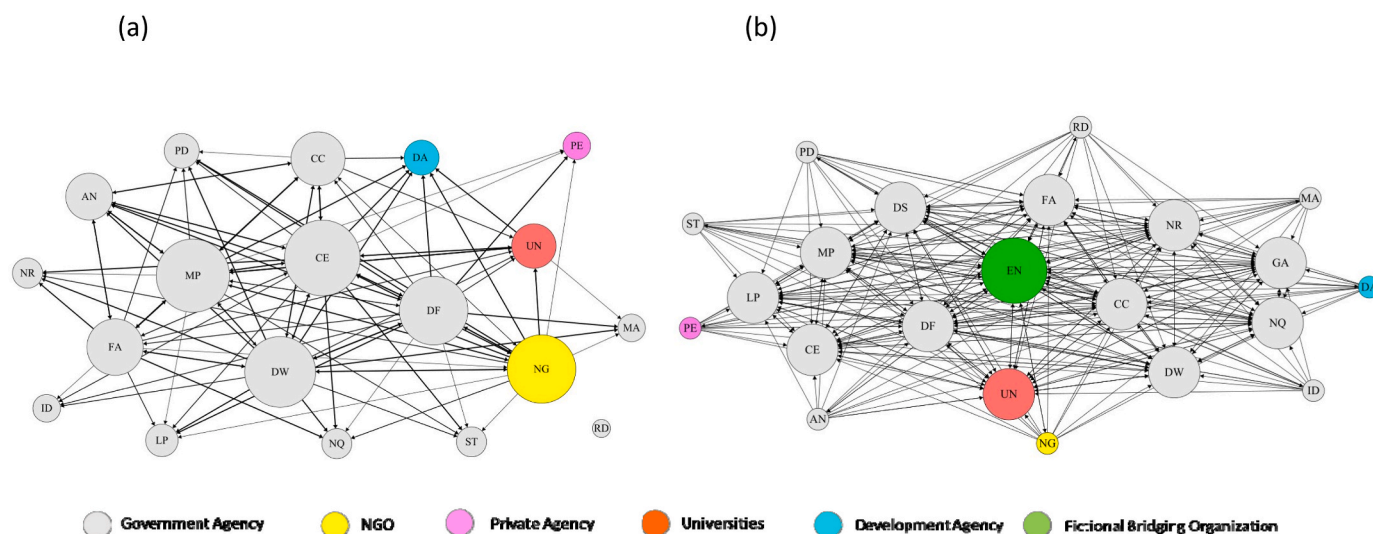 (a) (b)
RD
PE
PD CC DA PD
AN DS FA MA
ST NR
UN MP
CE GA
NR MP EN DA
LP CC
DF MA PE DF NQ
FA CE
DW NG DW
UN ID
ID AN
RD
LP NQ ST NG
Government Agency NGO Private Agency Universities Development Agency Fictional Bridging Organization